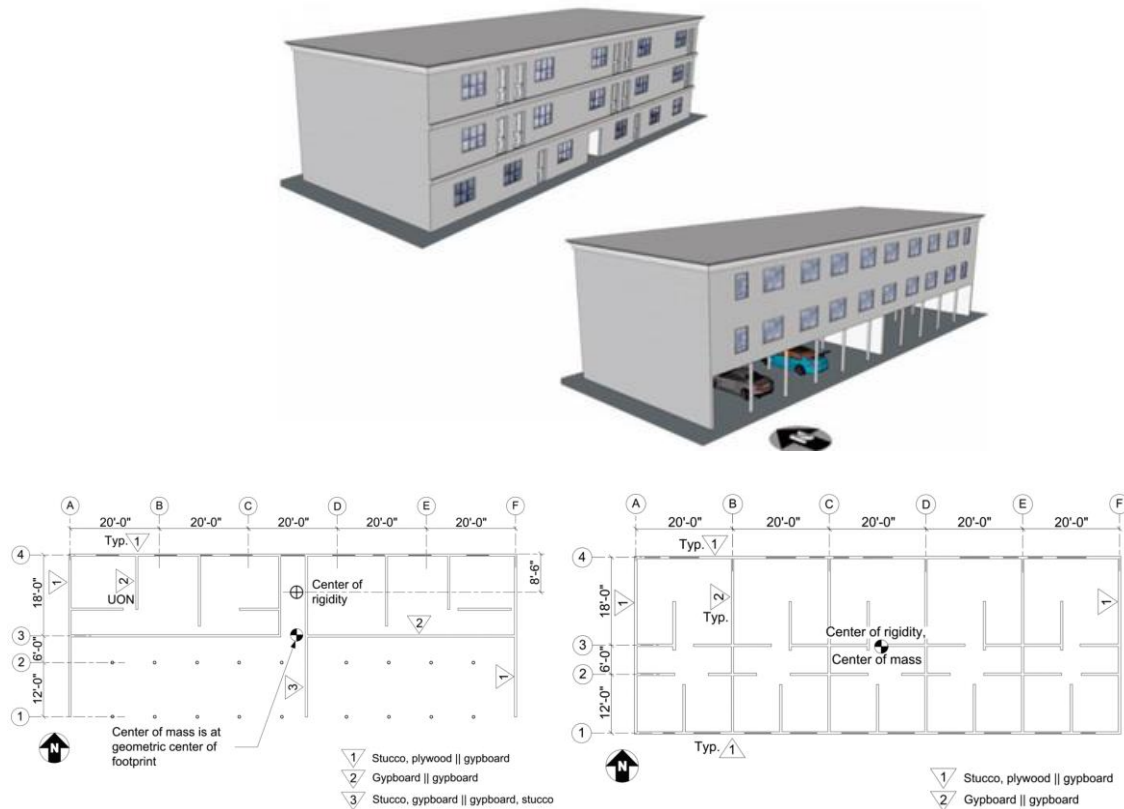 A B C D E F
20'-0" 20'-0" 20'-0" 20'-0" 20'-0"
Typ. 1
4
1
2
UON
Center of
rigidity
8'-6"
18'-0"
3
2
6'-0"
2
12'-0"
3
1
1
Center of mass is at
geometric center of
footprint
N
1 Stucco, plywood || gypboard
2 Gypboard || gypboard
3 Stucco, gypboard || gypboard, stucco
A B C D E F
20'-0" 20'-0" 20'-0" 20'-0" 20'-0"
Typ. 1
4
18'-0"
1
2
Typ.
1
Center of rigidity,
Center of mass
3
6'-0"
2
12'-0"
1
Typ. 1
N
1 Stucco, plywood || gypboard
2 Gypboard || gypboard